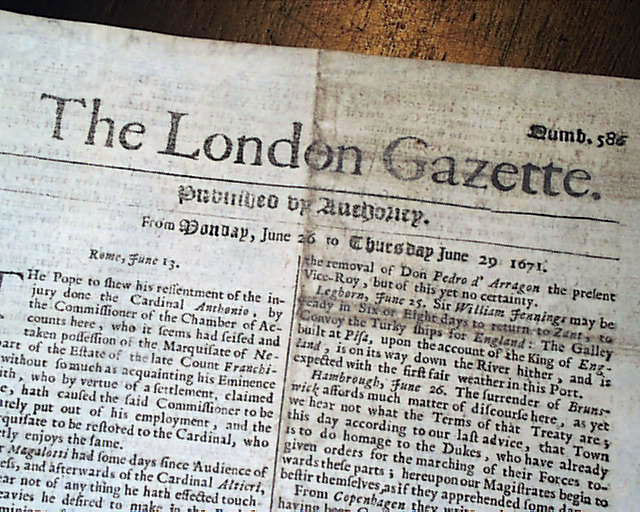 The London Gazette.
Numb. 586
Published by Authority.
From Monday, June 26 to Thursday June 29 1671.
Rome, June 13.
THe Pope to shew his resentment of the in-
jury done the Cardinal Anthonio, by
the Commissioner of the Chamber of Ac-
counts here, who it seems had seised and
taken possession of the Marquisate of Ne-
part of the Estate of the late Count Franchi-
without so much as acquainting his Eminence
ith, who by vertue of a settlement, claimed
e, hath caused the said Commissioner to be
ately put out of his employment, and the
quisate to be restored to the Cardinal, who
tly enjoys the same.
Magalotti had some days since Audience of
ess, and afterwards of the Cardinal Altieri,
ear not of any thing he hath effected touch-
eavies he desired to make in the
the removal of Don Pedro d' Arragon the present
Vice-Roy, but of this yet no certainty.
Leghorn, June 25. Sir William Jennings may be
ready in Six or Eight days to return to Zant, to
Convoy the Turky ships for England: The Galley
built at Pisa, upon the account of the King of Eng-
land, is on its way down the River hither, and is
expected with the first fair weather in this Port.
Hambrough, June 26. The surrender of Bruns-
wick affords much matter of discourse here, as yet
we hear not what the Terms of that Treaty are;
this day according to our last advice, that Town
is to do homage to the Dukes, who have already
given orders for the marching of their Forces to-
wards these parts; hereupon our Magistrates begin to
bestir themselves, as if they apprehended some dan-
From Copenhagen they
having been